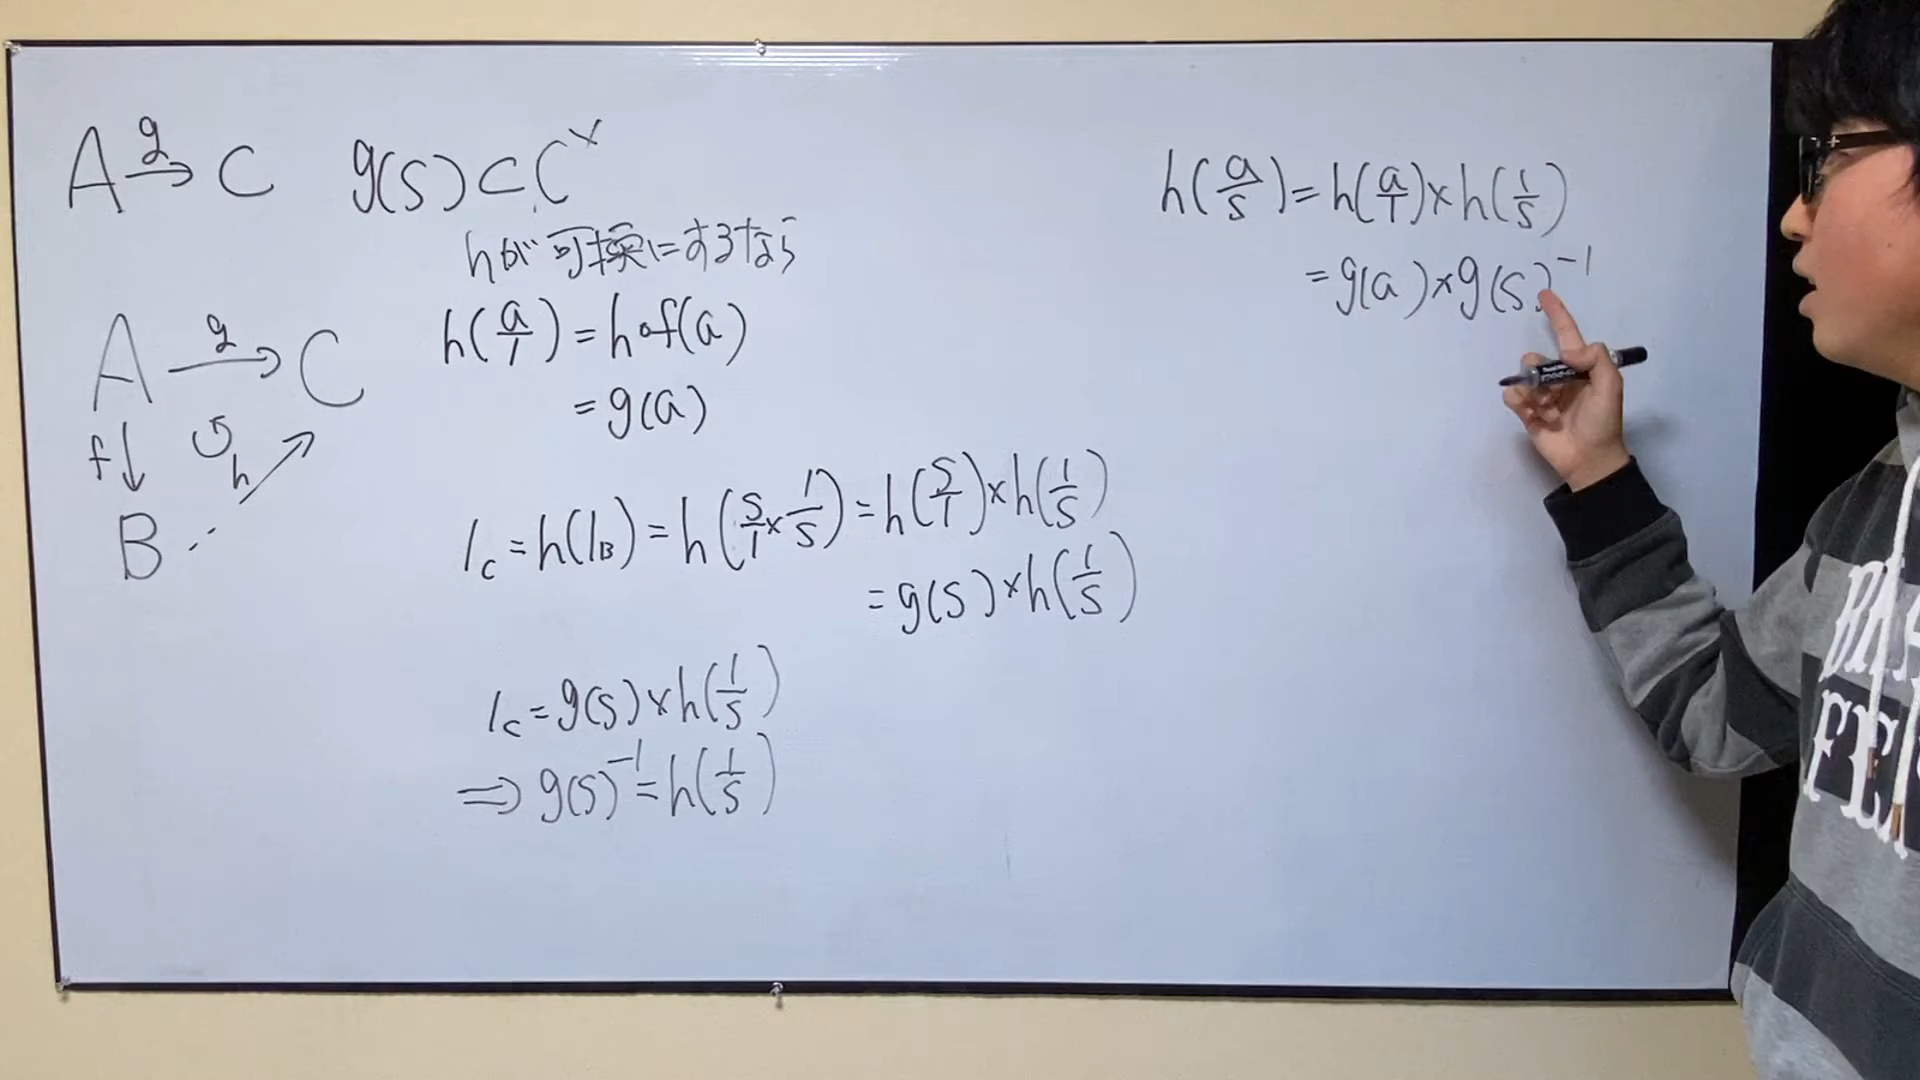 A →^g C g(S)⊂C^×
hが可換にするなら
A →^g C
f↓ ↺ h ↗
B
h(a/1) = h∘f(a)
= g(a)
1_C = h(1_B) = h(s/1 × 1/s) = h(s/1) × h(1/s)
= g(s) × h(1/s)
1_C = g(s) × h(1/s)
⇒ g(s)^-1 = h(1/s)
h(a/s) = h(a/1) × h(1/s)
= g(a) × g(s)^-1